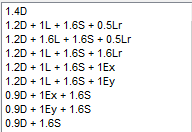 1.4D
1.2D + 1L + 1.6S + 0.5Lr
1.2D + 1.6L + 1.6S + 0.5Lr
1.2D + 1L + 1.6S + 1.6Lr
1.2D + 1L + 1.6S + 1Ex
1.2D + 1L + 1.6S + 1Ey
0.9D + 1Ex + 1.6S
0.9D + 1Ey + 1.6S
0.9D + 1.6S